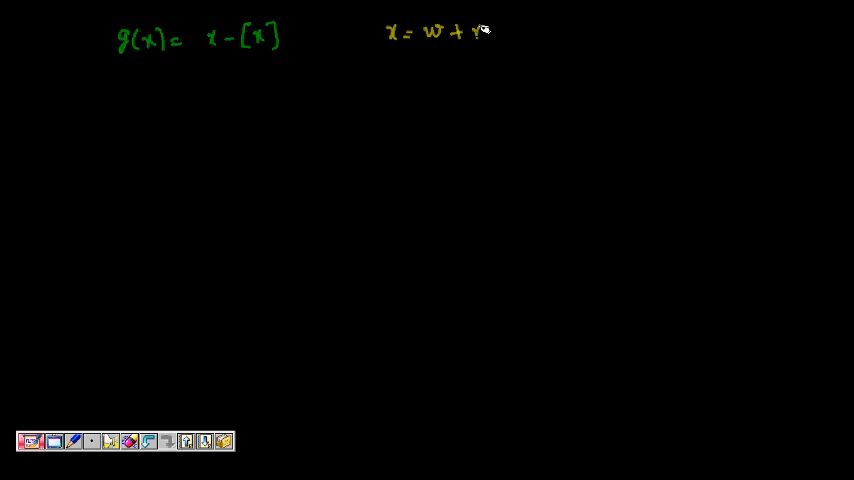 g(x) = x - [x]
x = w +